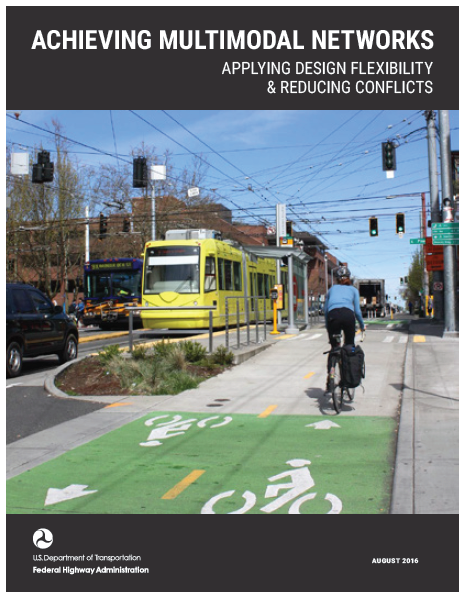 ACHIEVING MULTIMODAL NETWORKS
APPLYING DESIGN FLEXIBILITY
& REDUCING CONFLICTS
U.S. Department of Transportation
Federal Highway Administration
AUGUST 2016